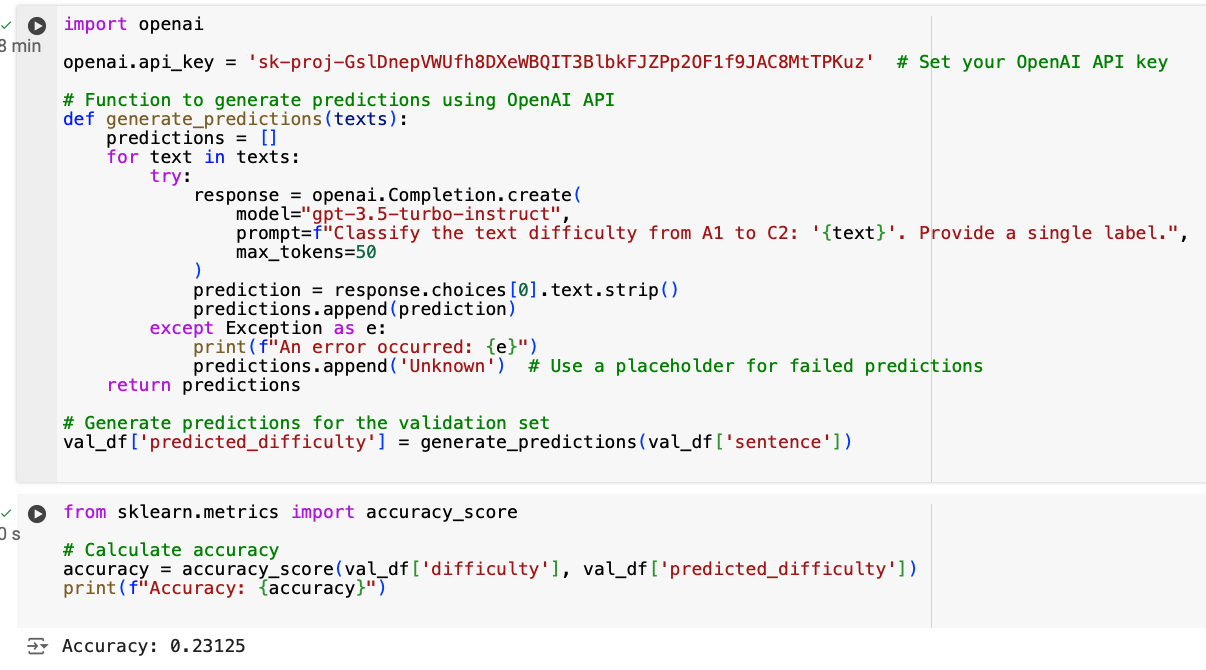 import openai
8 min
openai.api_key = 'sk-proj-GslDnepVWUfh8DXeWBQIT3BlbkFJZPp2OF1f9JAC8MtTPKuz'  # Set your OpenAI API key
# Function to generate predictions using OpenAI API
def generate_predictions(texts):
    predictions = []
    for text in texts:
        try:
            response = openai.Completion.create(
                model="gpt-3.5-turbo-instruct",
                prompt=f"Classify the text difficulty from A1 to C2: '{text}'. Provide a single label.",
                max_tokens=50
            )
            prediction = response.choices[0].text.strip()
            predictions.append(prediction)
        except Exception as e:
            print(f"An error occurred: {e}")
            predictions.append('Unknown')  # Use a placeholder for failed predictions
    return predictions
# Generate predictions for the validation set
val_df['predicted_difficulty'] = generate_predictions(val_df['sentence'])
from sklearn.metrics import accuracy_score
0 s
# Calculate accuracy
accuracy = accuracy_score(val_df['difficulty'], val_df['predicted_difficulty'])
print(f"Accuracy: {accuracy}")
Accuracy: 0.23125